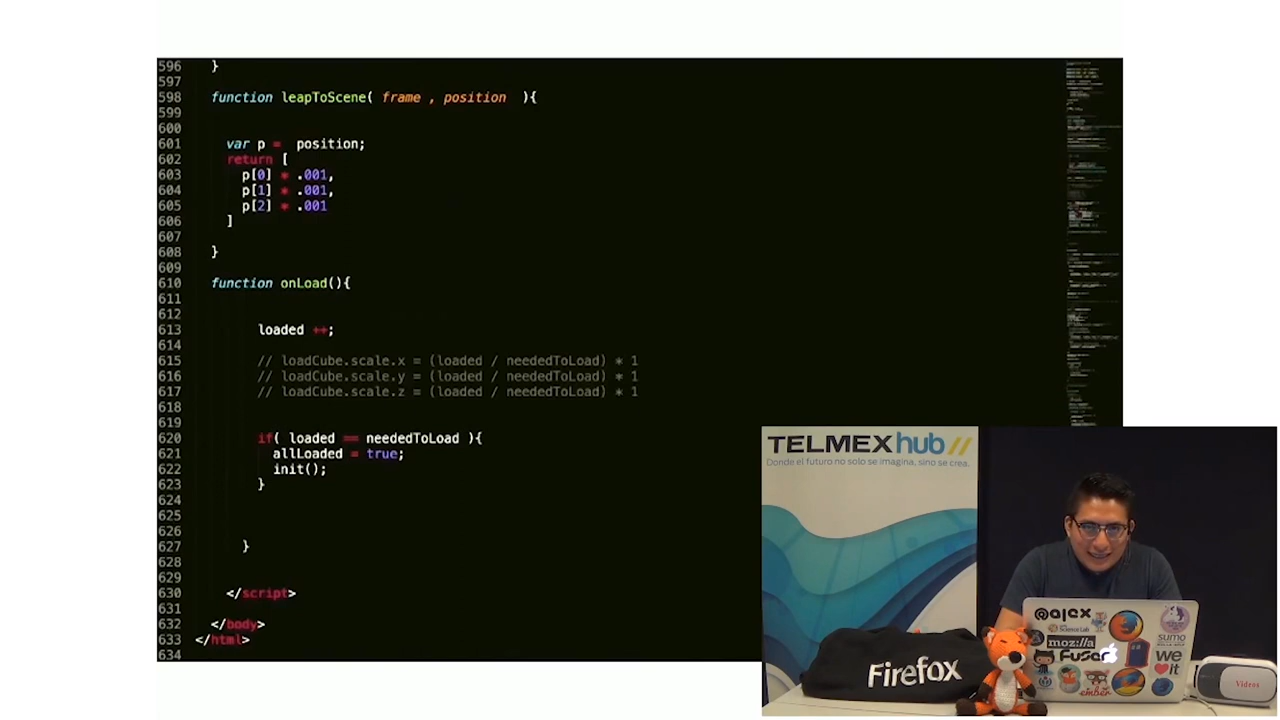 596 }
597
598 function leapToScene( frame , position ){
599
600
601 var p = position;
602 return [
603 p[0] * .001,
604 p[1] * .001,
605 p[2] * .001
606 ]
607
608 }
609
610 function onLoad(){
611
612
613 loaded ++;
614
615 // loadCube.scale.x = (loaded / neededToLoad) * 1
616 // loadCube.scale.y = (loaded / neededToLoad) * 1
617 // loadCube.scale.z = (loaded / neededToLoad) * 1
618
619
620 if( loaded == neededToLoad ){
621 allLoaded = true;
622 init();
623 }
624
625
626
627 }
628
629
630 </script>
631
632 </body>
633 </html>
634
TELMEXhub//
Donde el futuro no solo se imagina, sino se crea.
@ajex
Science Lab
moz://a
SUMO
Fuser
We
it
ember
Firefox
Videos